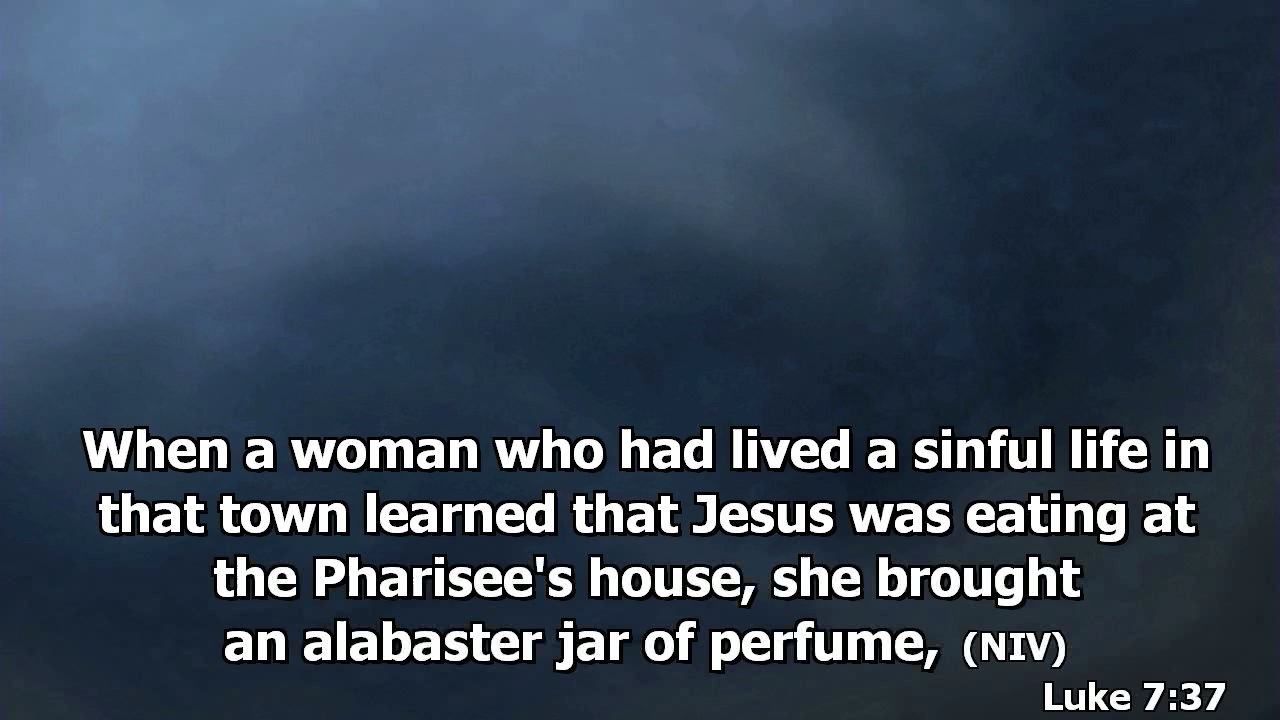 When a woman who had lived a sinful life in
that town learned that Jesus was eating at
the Pharisee's house, she brought
an alabaster jar of perfume, (NIV)
Luke 7:37